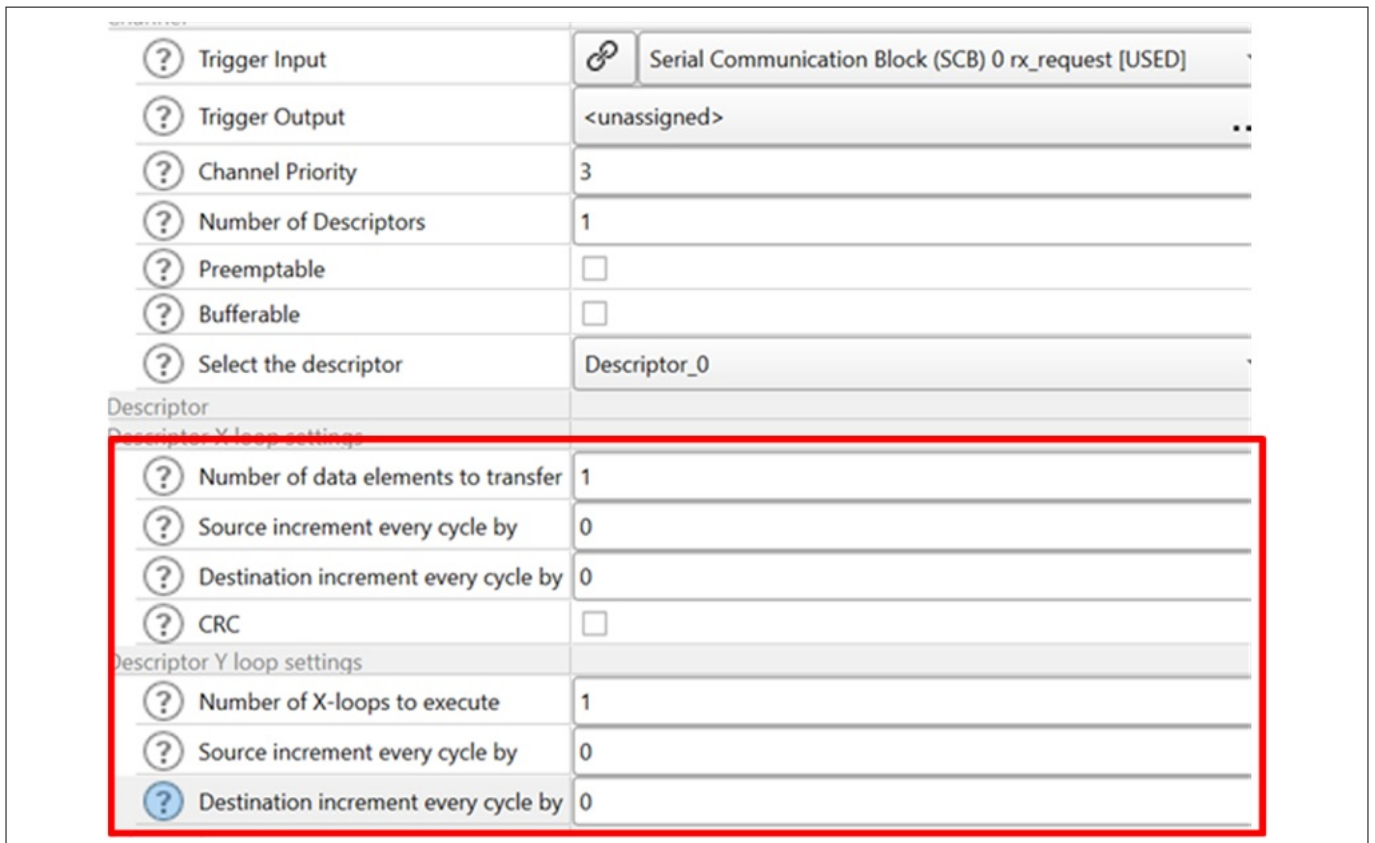 Trigger Input Serial Communication Block (SCB) 0 rx_request [USED]
Trigger Output <unassigned> ..
Channel Priority 3
Number of Descriptors 1
Preemptable
Bufferable
Select the descriptor Descriptor_0
Descriptor
Descriptor X loop settings
Number of data elements to transfer 1
Source increment every cycle by 0
Destination increment every cycle by 0
CRC
Descriptor Y loop settings
Number of X-loops to execute 1
Source increment every cycle by 0
Destination increment every cycle by 0